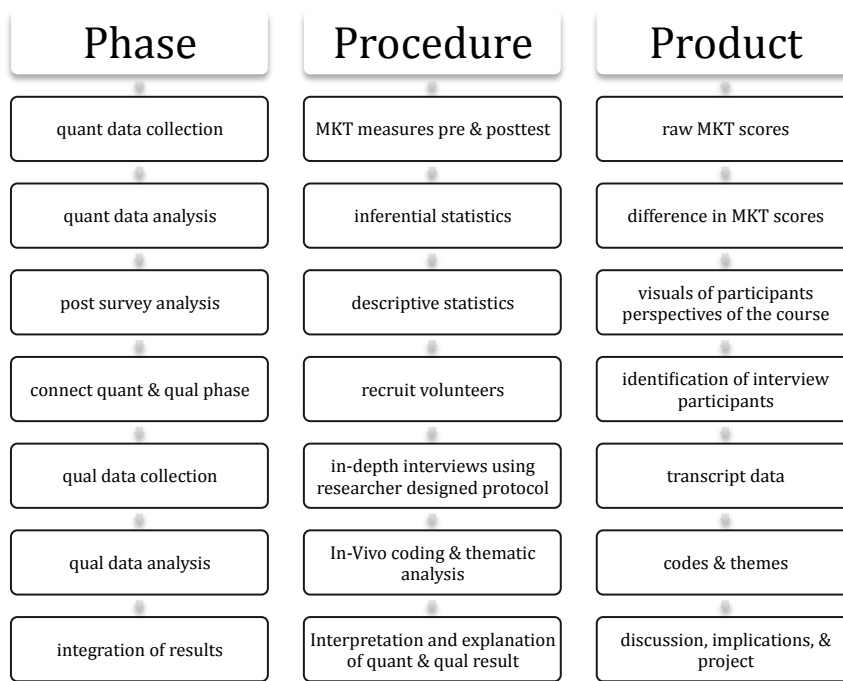 Phase
Procedure
Product
quant data collection
MKT measures pre & posttest
raw MKT scores
quant data analysis
inferential statistics
difference in MKT scores
post survey analysis
descriptive statistics
visuals of participants
perspectives of the course
connect quant & qual phase
recruit volunteers
identification of interview
participants
qual data collection
in-depth interviews using
researcher designed protocol
transcript data
qual data analysis
In-Vivo coding & thematic
analysis
codes & themes
integration of results
Interpretation and explanation
of quant & qual result
discussion, implications, &
project